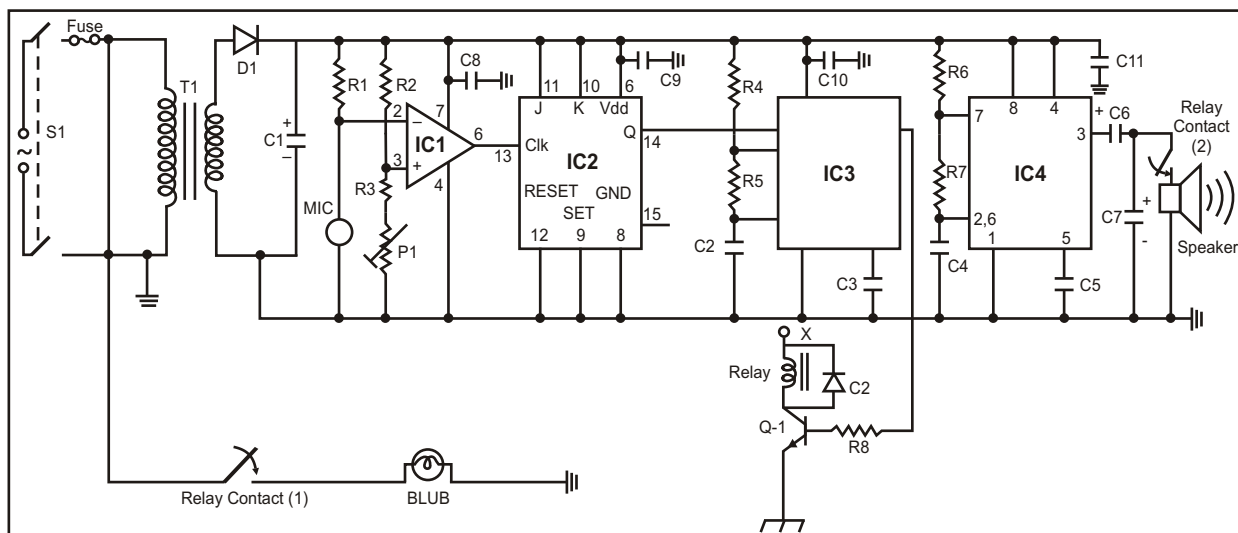 Fuse
S1
T1
D1
C1
+
–
R1
R2
C8
2
–
7
IC1
6
3
+
4
R3
MIC
P1
11
10
6
J
K
Vdd
C9
Q
14
13
Clk
IC2
RESET
GND
SET
15
12
9
8
R4
R5
C2
C10
IC3
C3
R6
R7
C4
7
8
4
IC4
3
2,6
1
5
C5
+
C6
C11
Relay
Contact
(2)
C7
+
-
Speaker
X
Relay
C2
Q-1
R8
Relay Contact (1)
BLUB